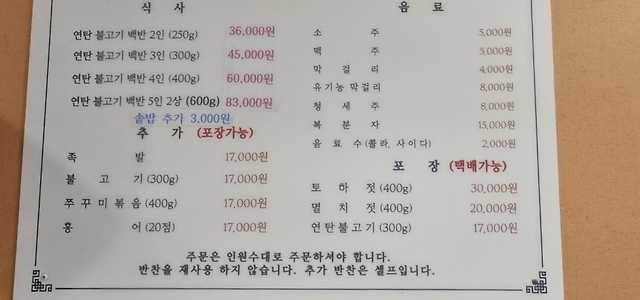 식 사
연탄 불고기 백반 2인 (250g) 36,000원
연탄 불고기 백반 3인 (300g) 45,000원
연탄 불고기 백반 4인 (400g) 60,000원
연탄 불고기 백반 5인 2상 (600g) 83,000원
솥밥 추가 3,000원
추 가 (포장가능)
족 발 17,000원
불 고 기 (300g) 17,000원
쭈꾸미볶음 (400g) 17,000원
홍 어 (20점) 17,000원
음 료
소 주 5,000원
맥 주 5,000원
막 걸 리 4,000원
유기농 막걸리 8,000원
청 세 주 8,000원
복 분 자 15,000원
음 료 수 (콜라, 사이다) 2,000원
포 장 (택배가능)
토 하 젓 (400g) 30,000원
멸 치 젓 (400g) 20,000원
연탄불고기 (300g) 17,000원
주문은 인원수대로 주문하셔야 합니다.
반찬을 재사용 하지 않습니다. 추가 반찬은 셀프입니다.